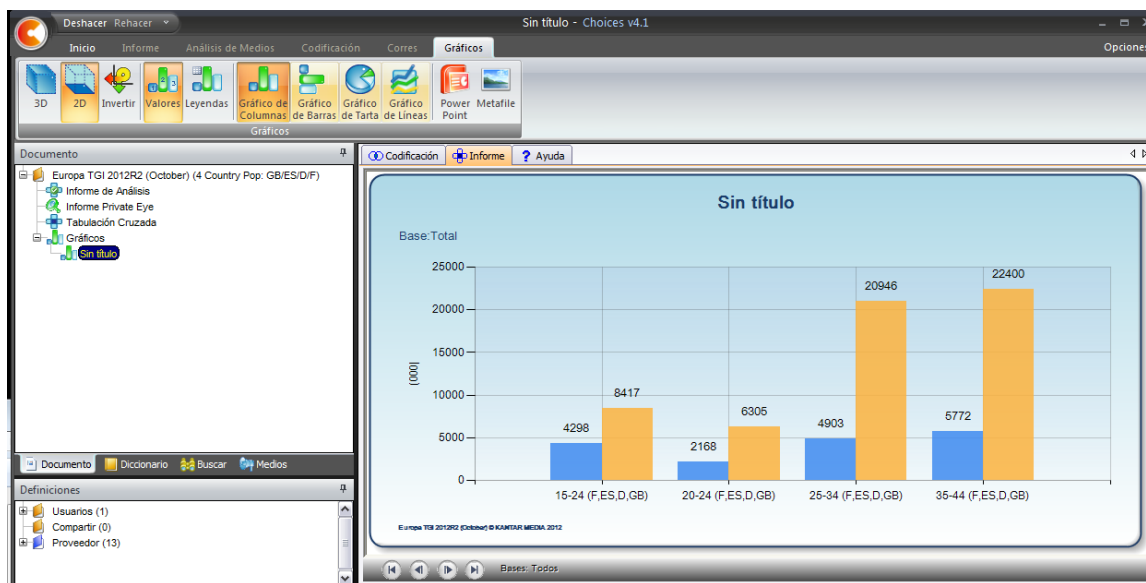 Deshacer Rehacer
Sin título - Choices v4.1
Inicio Informe Análisis de Medios Codificación Corres Gráficos
Opciones
3D 2D Invertir Valores Leyendas Gráfico de Columnas Gráfico de Barras Gráfico de Tarta Gráfico de Líneas Power Point Metafile
Gráficos
Documento
Europa TGI 2012R2 (October) (4 Country Pop: GB/ES/D/F)
Informe de Análisis
Informe Private Eye
Tabulación Cruzada
Gráficos
Sin título
Documento Diccionario Buscar Medios
Definiciones
Usuarios (1)
Compartir (0)
Proveedor (13)
Codificación Informe ? Ayuda
Sin título
Base:Total
25000
20000
15000
10000
5000
0
(000)
4298 8417 2168 6305 4903 20946 5772 22400
15-24 (F,ES,D,GB) 20-24 (F,ES,D,GB) 25-34 (F,ES,D,GB) 35-44 (F,ES,D,GB)
Europa TGI 2012R2 (October) © KANTAR MEDIA 2012
Bases: Todos